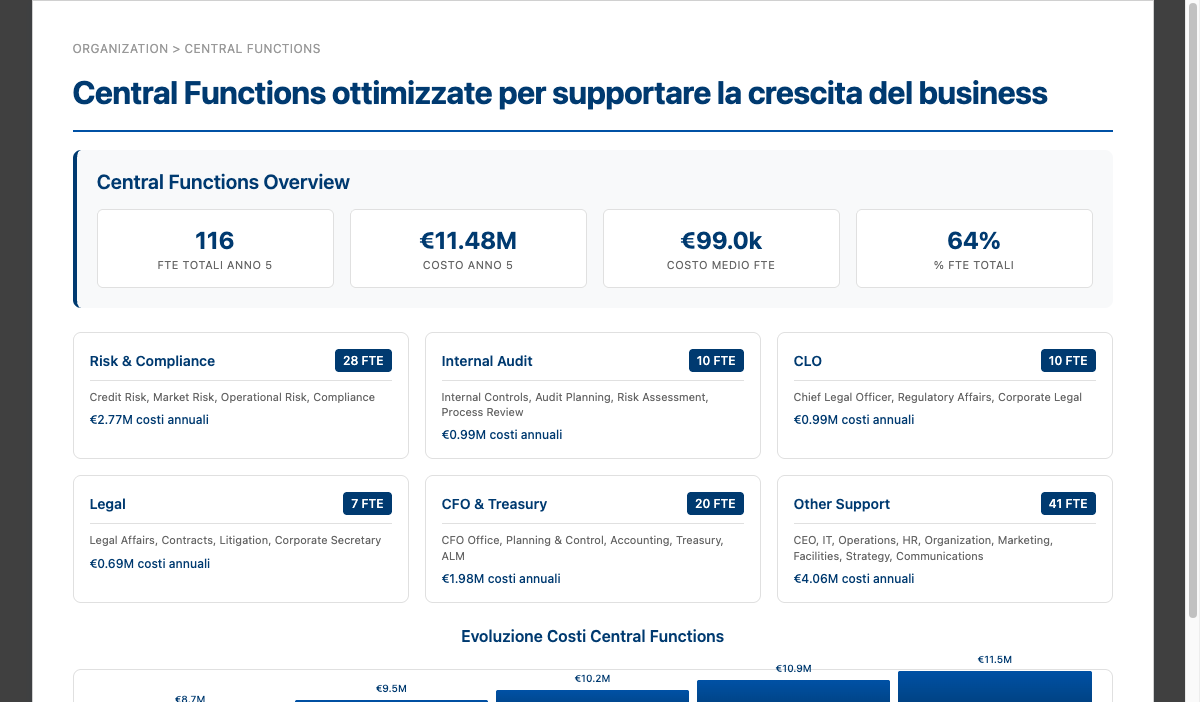 ORGANIZATION > CENTRAL FUNCTIONS
Central Functions ottimizzate per supportare la crescita del business
Central Functions Overview
116
FTE TOTALI ANNO 5
€11.48M
COSTO ANNO 5
€99.0k
COSTO MEDIO FTE
64%
% FTE TOTALI
Risk & Compliance
28 FTE
Credit Risk, Market Risk, Operational Risk, Compliance
€2.77M costi annuali
Internal Audit
10 FTE
Internal Controls, Audit Planning, Risk Assessment,
Process Review
€0.99M costi annuali
CLO
10 FTE
Chief Legal Officer, Regulatory Affairs, Corporate Legal
€0.99M costi annuali
Legal
7 FTE
Legal Affairs, Contracts, Litigation, Corporate Secretary
€0.69M costi annuali
CFO & Treasury
20 FTE
CFO Office, Planning & Control, Accounting, Treasury,
ALM
€1.98M costi annuali
Other Support
41 FTE
CEO, IT, Operations, HR, Organization, Marketing,
Facilities, Strategy, Communications
€4.06M costi annuali
Evoluzione Costi Central Functions
€8.7M
€9.5M
€10.2M
€10.9M
€11.5M